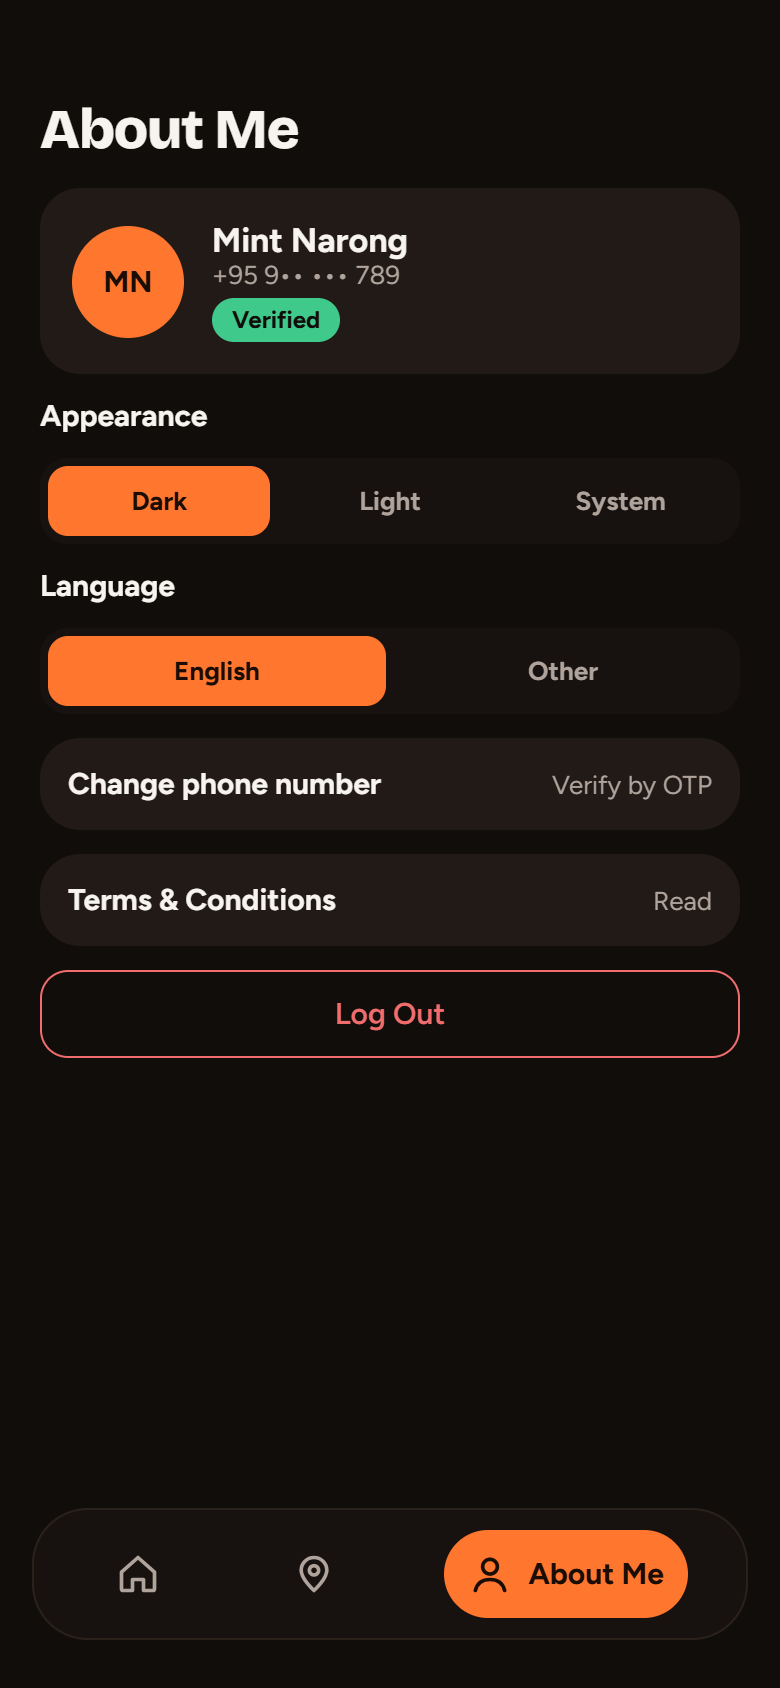 About Me
MN
Mint Narong
+95 9•• ••• 789
Verified
Appearance
Dark
Light
System
Language
English
Other
Change phone number
Verify by OTP
Terms & Conditions
Read
Log Out
About Me